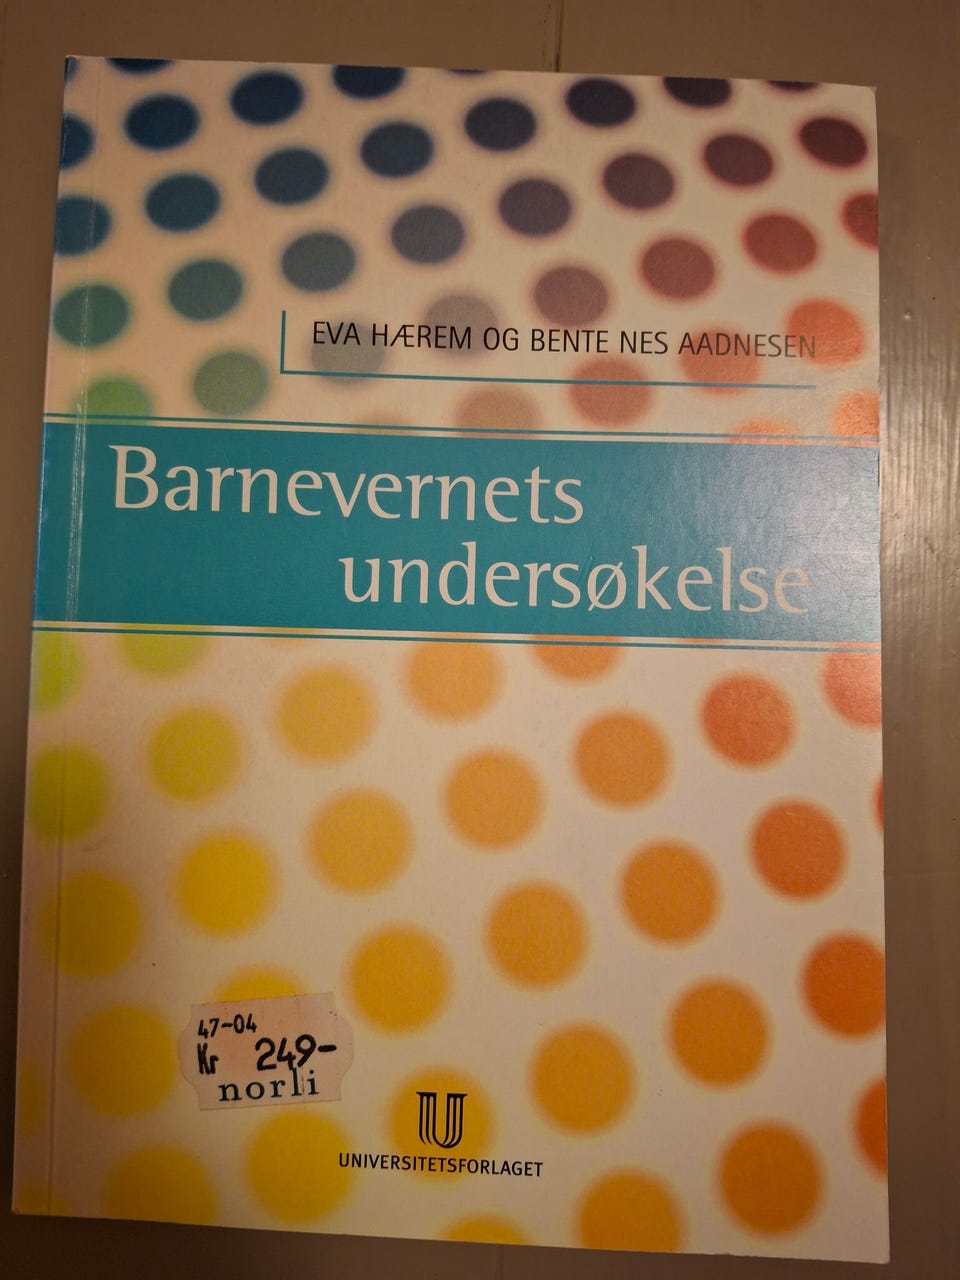 EVA HÆREM OG BENTE NES AADNESEN
Barnevernets
undersøkelse
47-04
Kr 249-
norli
UNIVERSITETSFORLAGET